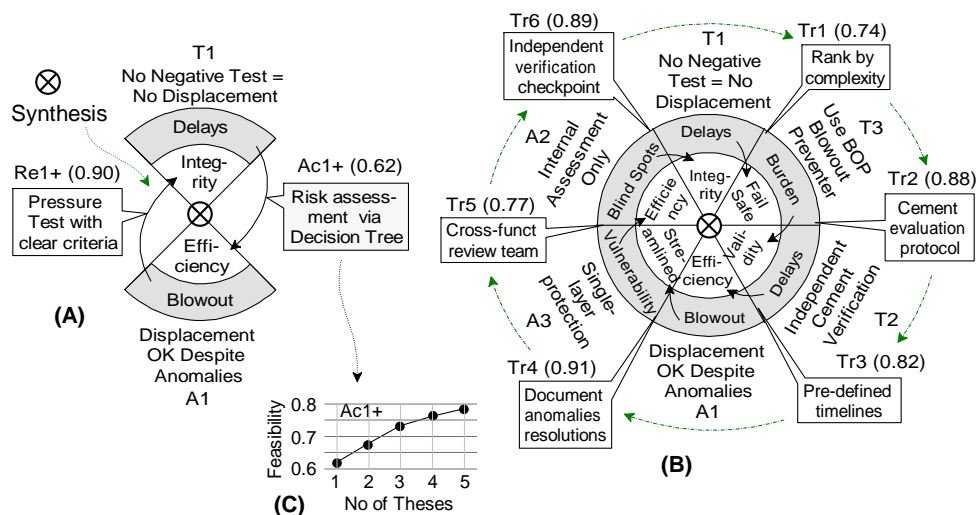 T1
No Negative Test =
No Displacement
Synthesis
Delays
Integ-
rity
Re1+ (0.90)
Pressure
Test with
clear criteria
Ac1+ (0.62)
Risk assess-
ment via
Decision Tree
Effi-
ciency
Blowout
(A)
Displacement
OK Despite
Anomalies
A1
Feasibility
0.8
0.7
0.6
Ac1+
1 2 3 4 5
No of Theses
(C)
Tr6 (0.89)
Independent
verification
checkpoint
T1
No Negative
Test = No
Displacement
Tr1 (0.74)
Rank by
complexity
T3
Use BOP
Blowout
Preventer
Tr2 (0.88)
Cement
evaluation
protocol
T2
Independent
Cement
Verification
Tr3 (0.82)
Pre-defined
timelines
Displacement
OK Despite
Anomalies
A1
Tr4 (0.91)
Document
anomalies
resolutions
A3
Single-
layer
protection
Tr5 (0.77)
Cross-funct
review team
A2
Internal
Assessment
Only
Delays
Burden
Delays
Blowout
Vulnerability
Blind Spots
Integ-
rity
Fail
Safe
Vali-
dity
Effi-
ciency
Stre-
amlined
Efficie
ncy
(B)